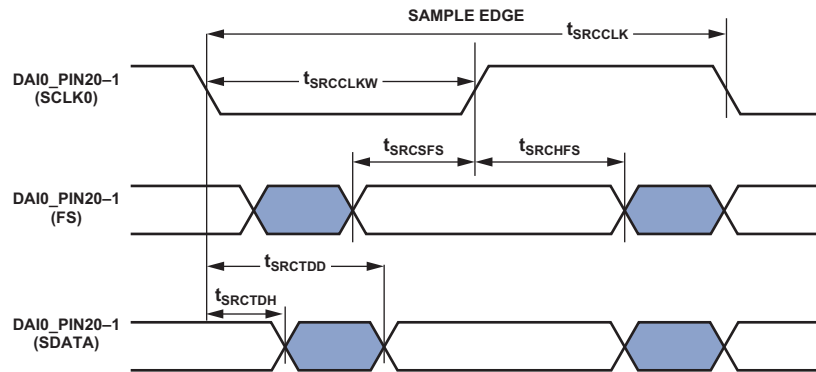 SAMPLE EDGE
tSRCCLK
DAI0_PIN20–1
(SCLK0)
tSRCCLKW
tSRCSFS
tSRCHFS
DAI0_PIN20–1
(FS)
tSRCTDD
tSRCTDH
DAI0_PIN20–1
(SDATA)